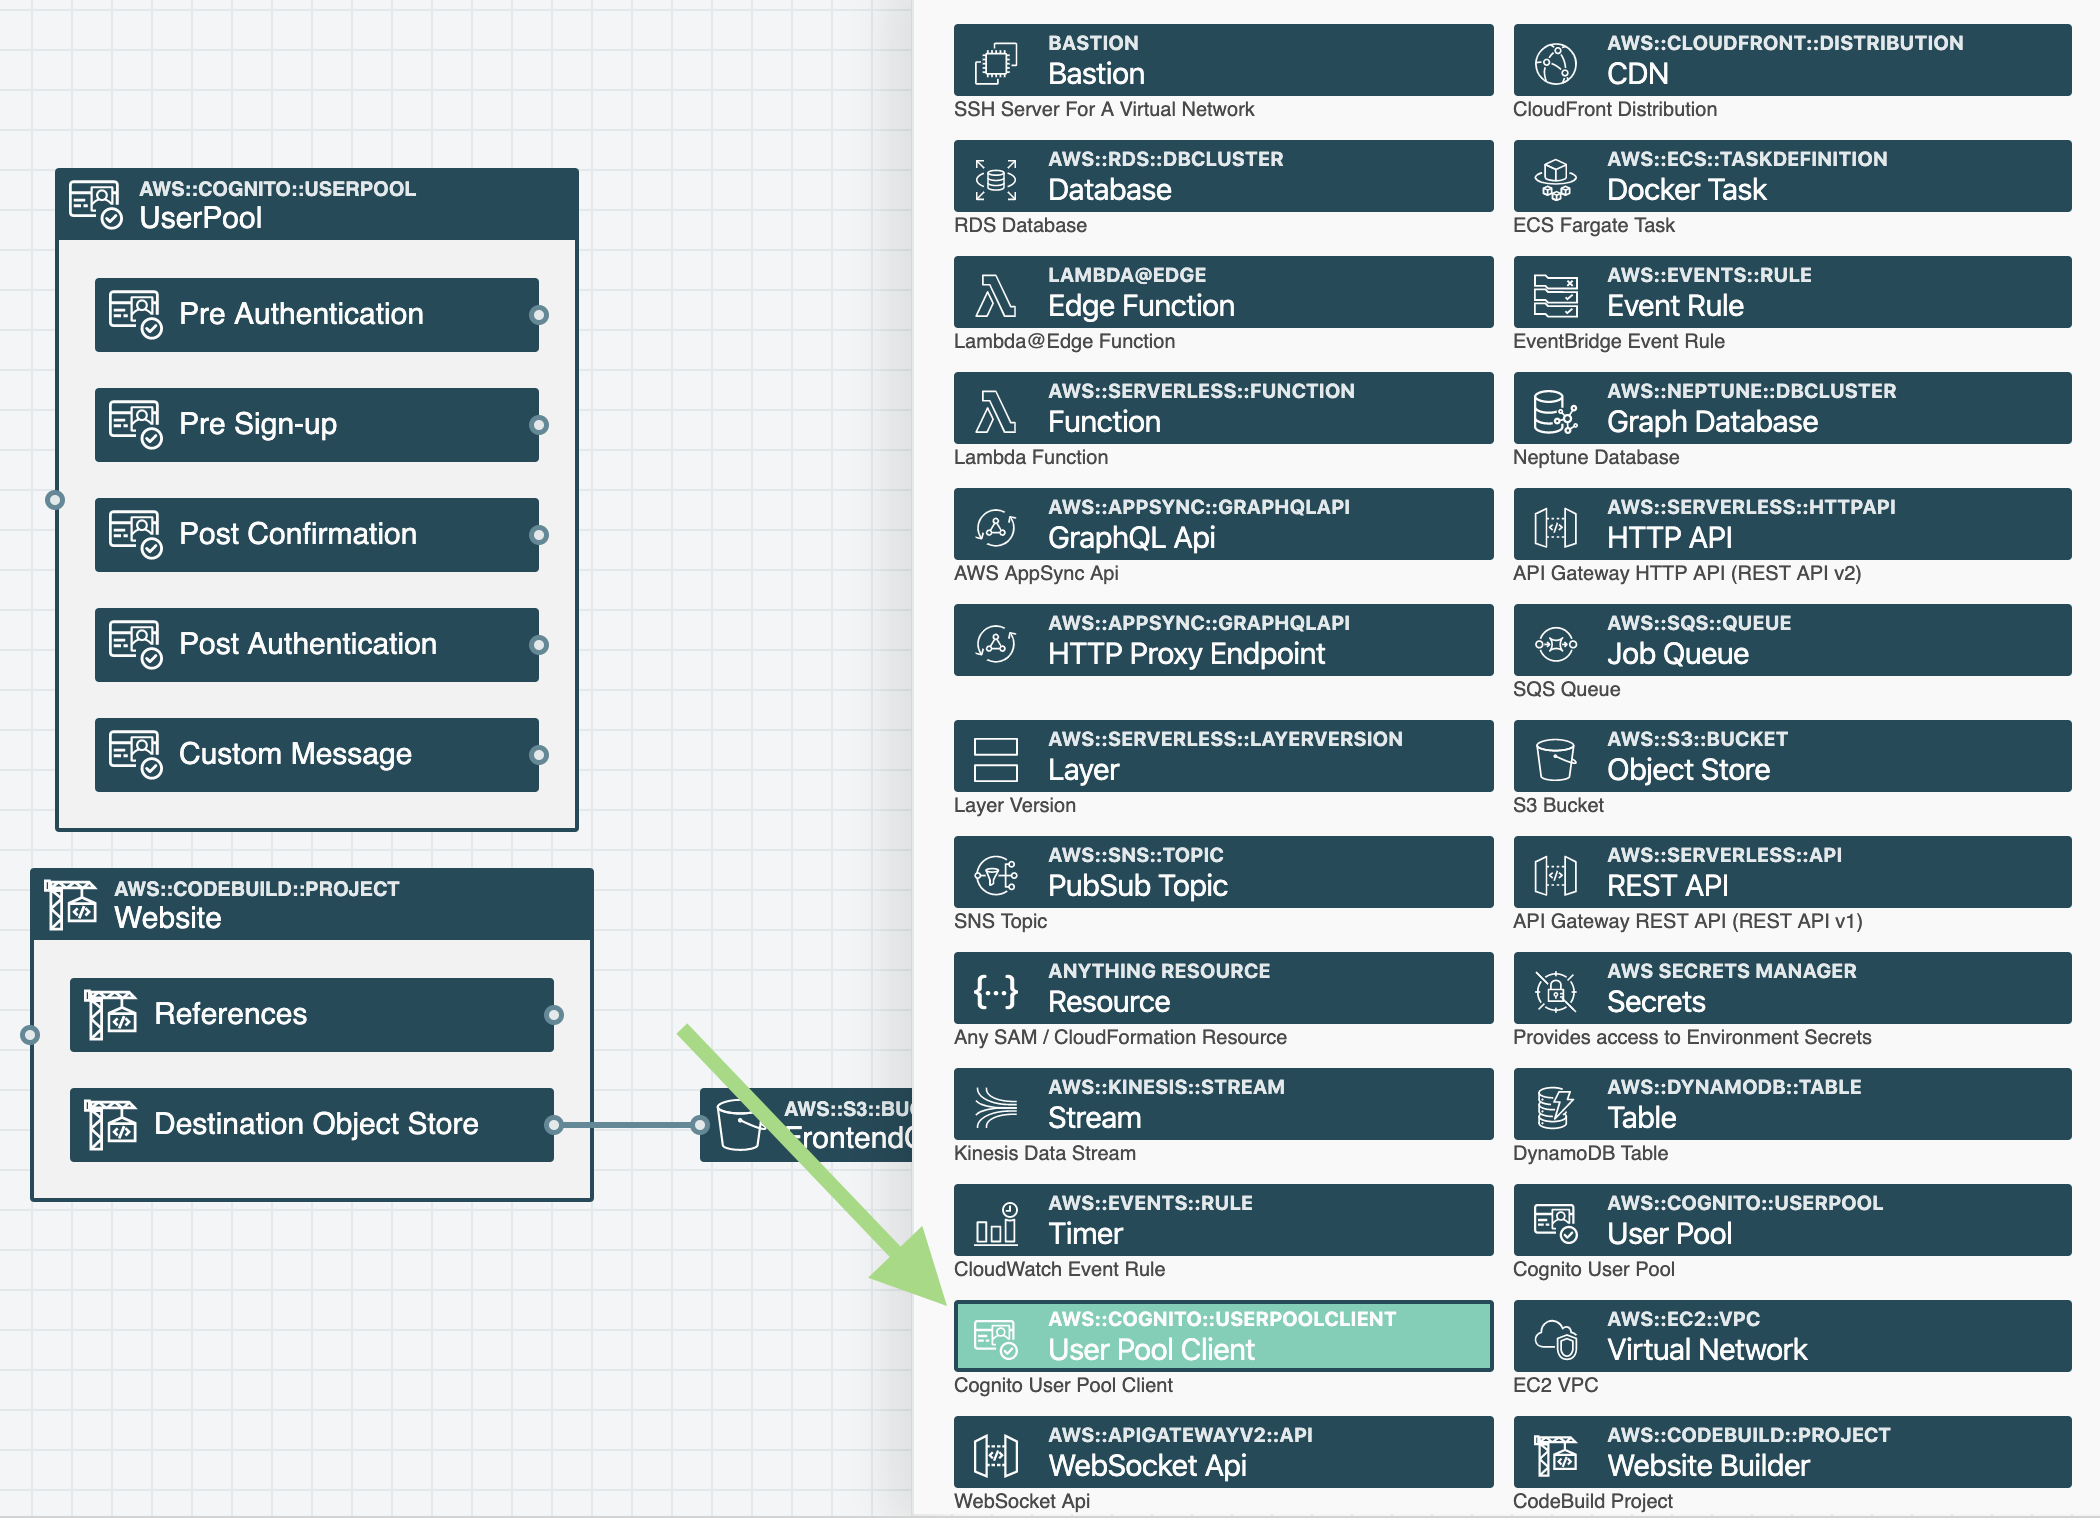 AWS::COGNITO::USERPOOL
UserPool
Pre Authentication
Pre Sign-up
Post Confirmation
Post Authentication
Custom Message
AWS::CODEBUILD::PROJECT
Website
References
Destination Object Store
AWS::S3::BUC
BASTION
Bastion
SSH Server For A Virtual Network
AWS::CLOUDFRONT::DISTRIBUTION
CDN
CloudFront Distribution
AWS::RDS::DBCLUSTER
Database
RDS Database
AWS::ECS::TASKDEFINITION
Docker Task
ECS Fargate Task
LAMBDA@EDGE
Edge Function
Lambda@Edge Function
AWS::EVENTS::RULE
Event Rule
EventBridge Event Rule
AWS::SERVERLESS::FUNCTION
Function
Lambda Function
AWS::NEPTUNE::DBCLUSTER
Graph Database
Neptune Database
AWS::APPSYNC::GRAPHQLAPI
GraphQL Api
AWS AppSync Api
AWS::SERVERLESS::HTTPAPI
HTTP API
API Gateway HTTP API (REST API v2)
AWS::APPSYNC::GRAPHQLAPI
HTTP Proxy Endpoint
AWS::SQS::QUEUE
Job Queue
SQS Queue
AWS::SERVERLESS::LAYERVERSION
Layer
Layer Version
AWS::S3::BUCKET
Object Store
S3 Bucket
AWS::SNS::TOPIC
PubSub Topic
SNS Topic
AWS::SERVERLESS::API
REST API
API Gateway REST API (REST API v1)
ANYTHING RESOURCE
Resource
Any SAM / CloudFormation Resource
AWS SECRETS MANAGER
Secrets
Provides access to Environment Secrets
AWS::KINESIS::STREAM
Stream
Kinesis Data Stream
AWS::DYNAMODB::TABLE
Table
DynamoDB Table
AWS::EVENTS::RULE
Timer
CloudWatch Event Rule
AWS::COGNITO::USERPOOL
User Pool
Cognito User Pool
AWS::COGNITO::USERPOOLCLIENT
User Pool Client
Cognito User Pool Client
AWS::EC2::VPC
Virtual Network
EC2 VPC
AWS::APIGATEWAYV2::API
WebSocket Api
WebSocket Api
AWS::CODEBUILD::PROJECT
Website Builder
CodeBuild Project